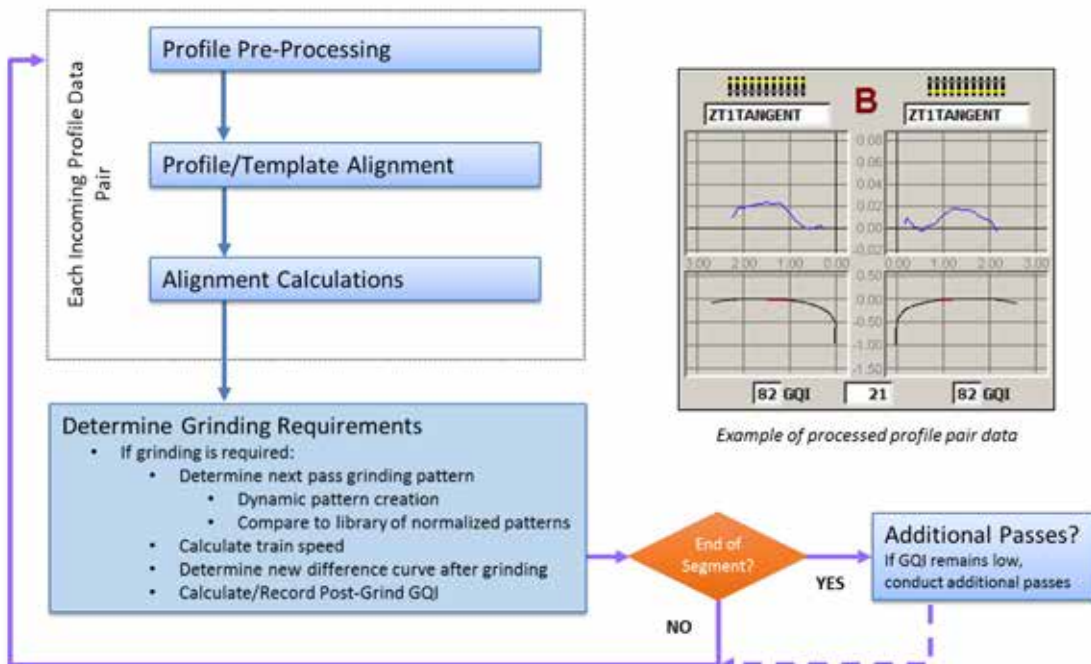 Each Incoming Profile Data
Pair
Profile Pre-Processing
Profile/Template Alignment
Alignment Calculations
Determine Grinding Requirements
• If grinding is required:
• Determine next pass grinding pattern
• Dynamic pattern creation
• Compare to library of normalized patterns
• Calculate train speed
• Determine new difference curve after grinding
• Calculate/Record Post-Grind GQI
End of
Segment?
YES
NO
Additional Passes?
If GQI remains low,
conduct additional passes
B
ZT1TANGENT ZT1TANGENT
0.08
0.06
0.04
0.02
0.00
-0.02
3.00 2.00 1.00 0.00 0.00 1.00 2.00 3.00
0.50
0.00
-0.50
-1.00
-1.50
82 GQI 21 82 GQI
Example of processed profile pair data